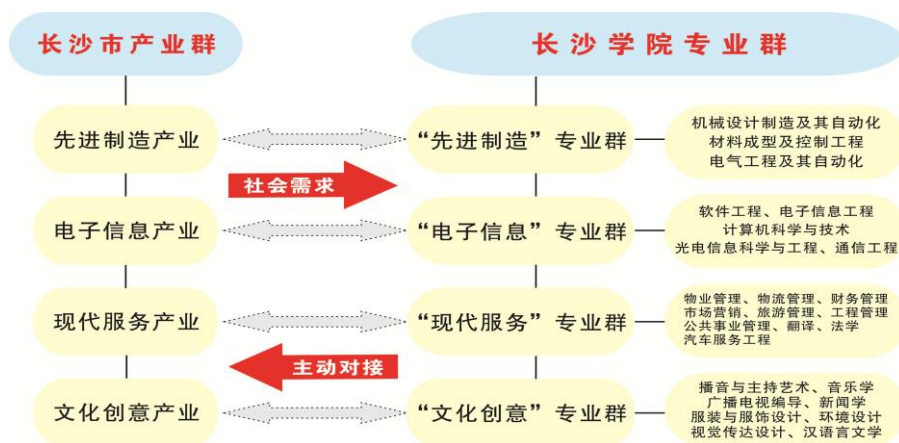 长沙市产业群
长沙学院专业群
先进制造产业
“先进制造”专业群
机械设计制造及其自动化
材料成型及控制工程
电气工程及其自动化
社会需求
电子信息产业
“电子信息”专业群
软件工程、电子信息工程
计算机科学与技术
光电信息科学与工程、通信工程
现代服务产业
“现代服务”专业群
物业管理、物流管理、财务管理
市场营销、旅游管理、工程管理
公共事业管理、翻译、法学
汽车服务工程
主动对接
文化创意产业
“文化创意”专业群
播音与主持艺术、音乐学
广播电视编导、新闻学
服装与服饰设计、环境设计
视觉传达设计、汉语言文学